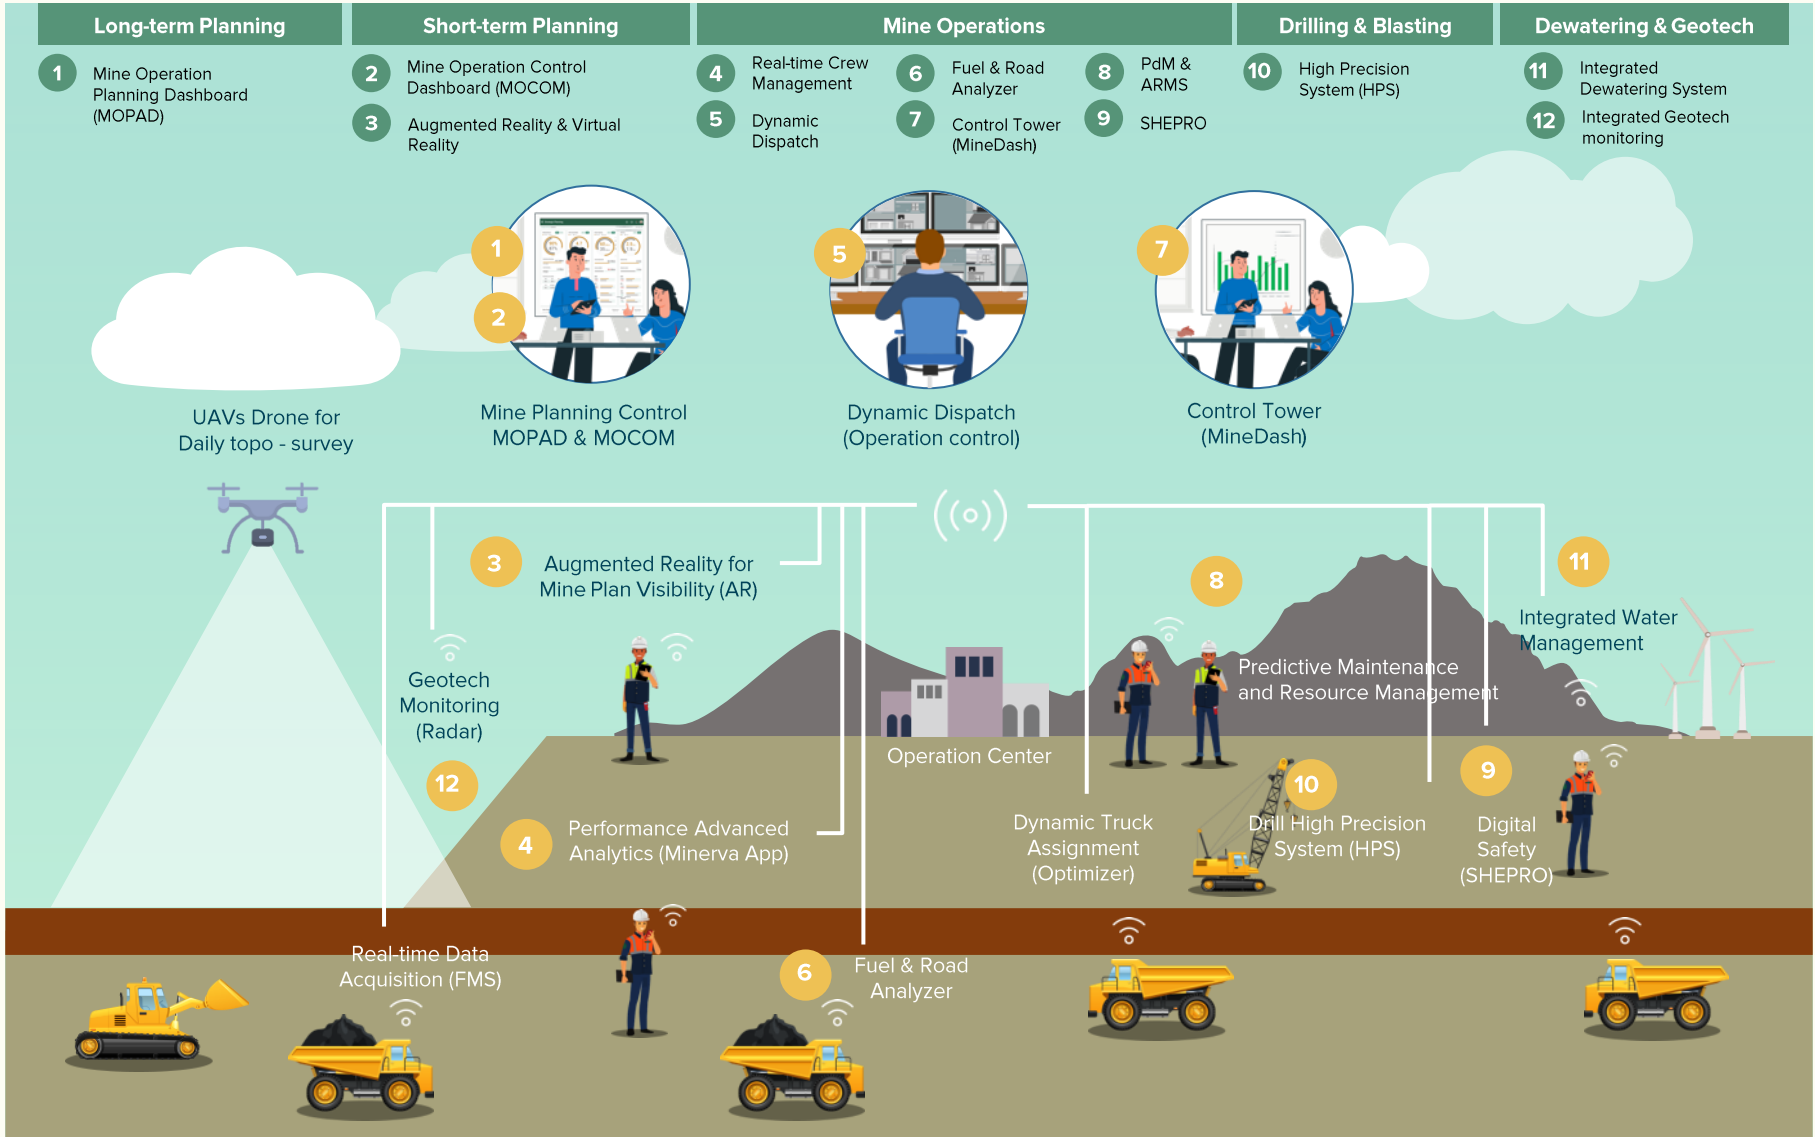 Long-term Planning
Short-term Planning
Mine Operations
Drilling & Blasting
Dewatering & Geotech
1
Mine Operation
Planning Dashboard
(MOPAD)
2
Mine Operation Control
Dashboard (MOCOM)
3
Augmented Reality & Virtual
Reality
4
Real-time Crew
Management
5
Dynamic
Dispatch
6
Fuel & Road
Analyzer
7
Control Tower
(MineDash)
8
PdM &
ARMS
9
SHEPRO
10
High Precision
System (HPS)
11
Integrated
Dewatering System
12
Integrated Geotech
monitoring
1
2
5
7
UAVs Drone for
Daily topo - survey
Mine Planning Control
MOPAD & MOCOM
Dynamic Dispatch
(Operation control)
Control Tower
(MineDash)
3
Augmented Reality for
Mine Plan Visibility (AR)
8
11
Integrated Water
Management
Geotech
Monitoring
(Radar)
12
Predictive Maintenance
and Resource Management
Operation Center
4
Performance Advanced
Analytics (Minerva App)
Dynamic Truck
Assignment
(Optimizer)
10
Drill High Precision
System (HPS)
9
Digital
Safety
(SHEPRO)
Real-time Data
Acquisition (FMS)
6
Fuel & Road
Analyzer